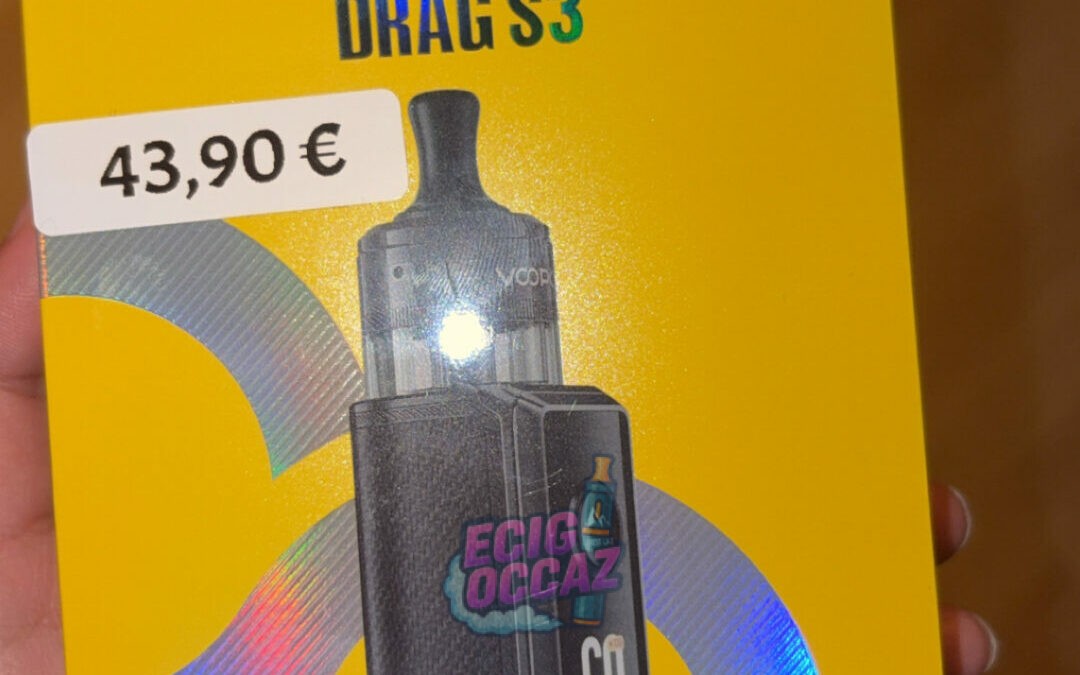 DRAG S3
43,90 €
VOOPO
ECIG
OCCAZ